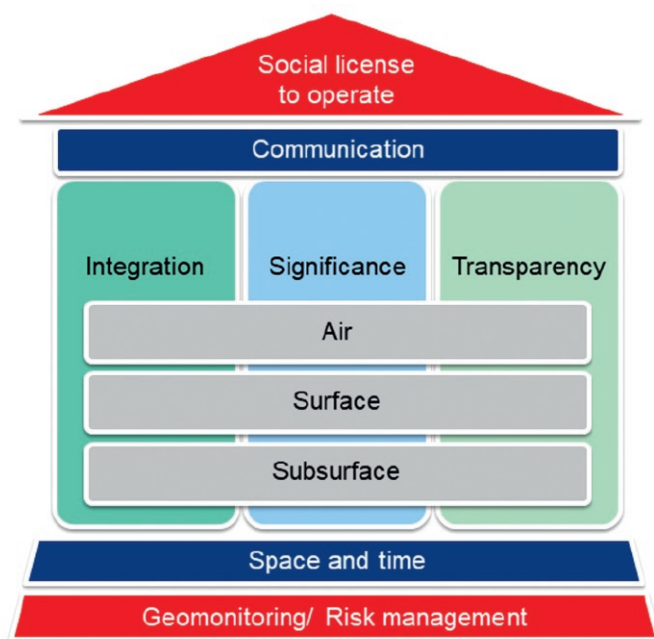 Social license
to operate
Communication
Integration
Significance
Transparency
Air
Surface
Subsurface
Space and time
Geomonitoring/ Risk management